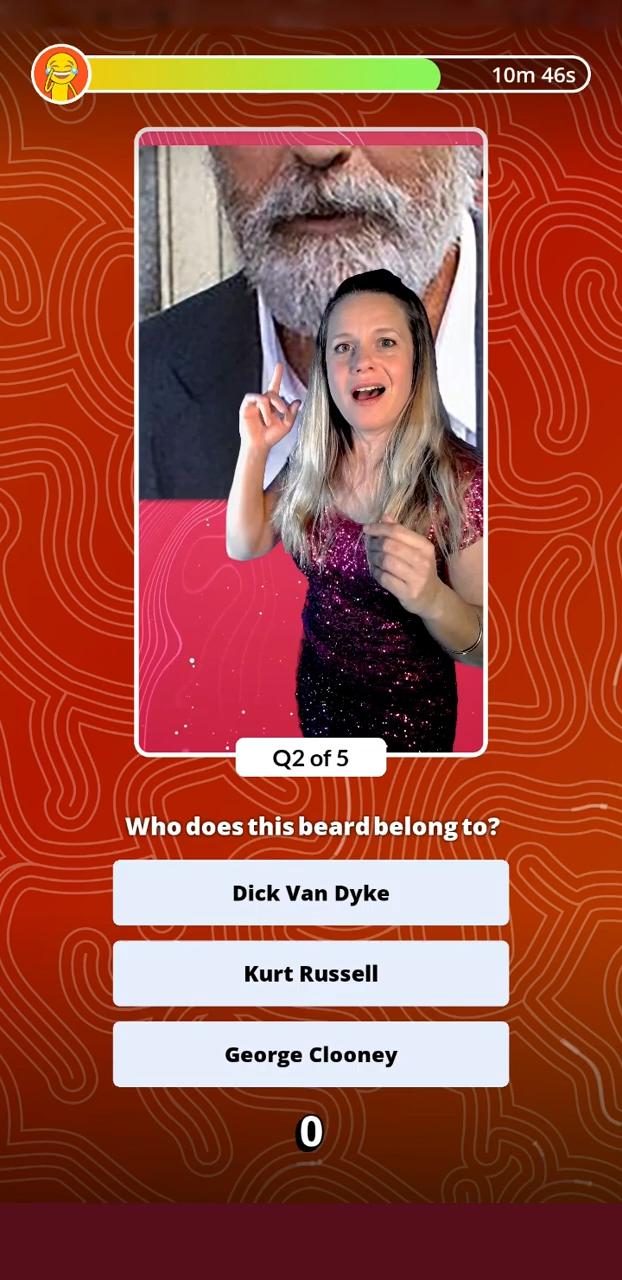 10m 46s
Q2 of 5
Who does this beard belong to?
Dick Van Dyke
Kurt Russell
George Clooney
0